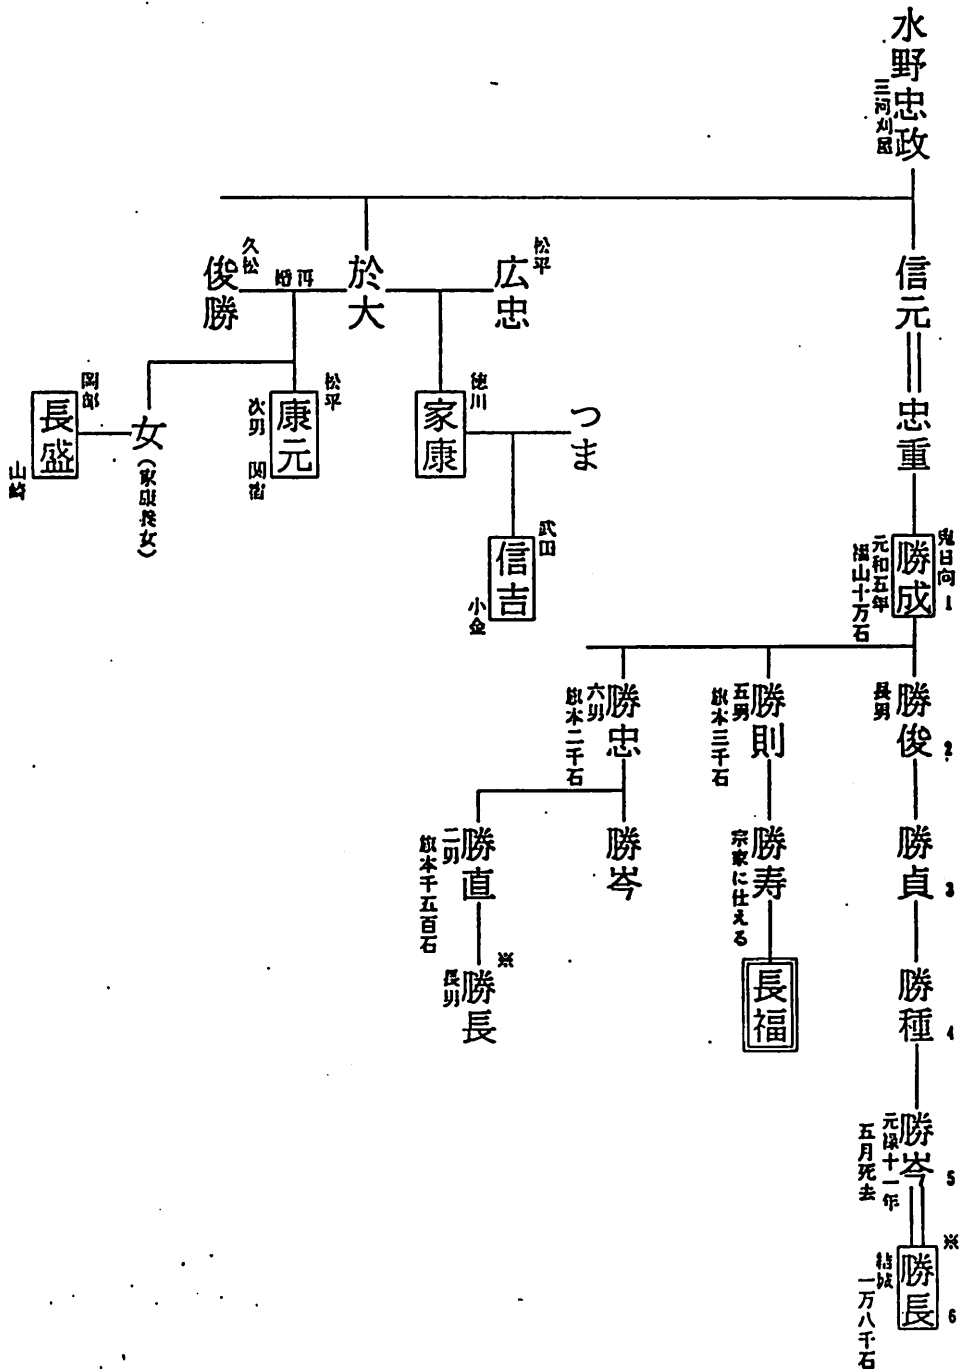 水野忠政
三河刈屋
信元
忠重
鬼日向
勝成
1
元和五年
福山十万石
松平
広忠
於大
再婚
久松
俊勝
徳川
家康
つま
武田
信吉
小金
松平
康元
次男 関宿
女
(家康養女)
岡部
長盛
山崎
勝俊
2
長男
勝貞
3
勝種
4
勝岑
5
元禄十一年
五月死去
※
勝長
6
結城
一万八千石
勝則
五男
旗本三千石
勝寿
宗家に仕える
長福
勝忠
六男
旗本二千石
勝岑
勝直
二男
旗本千五百石
※
勝長
長男